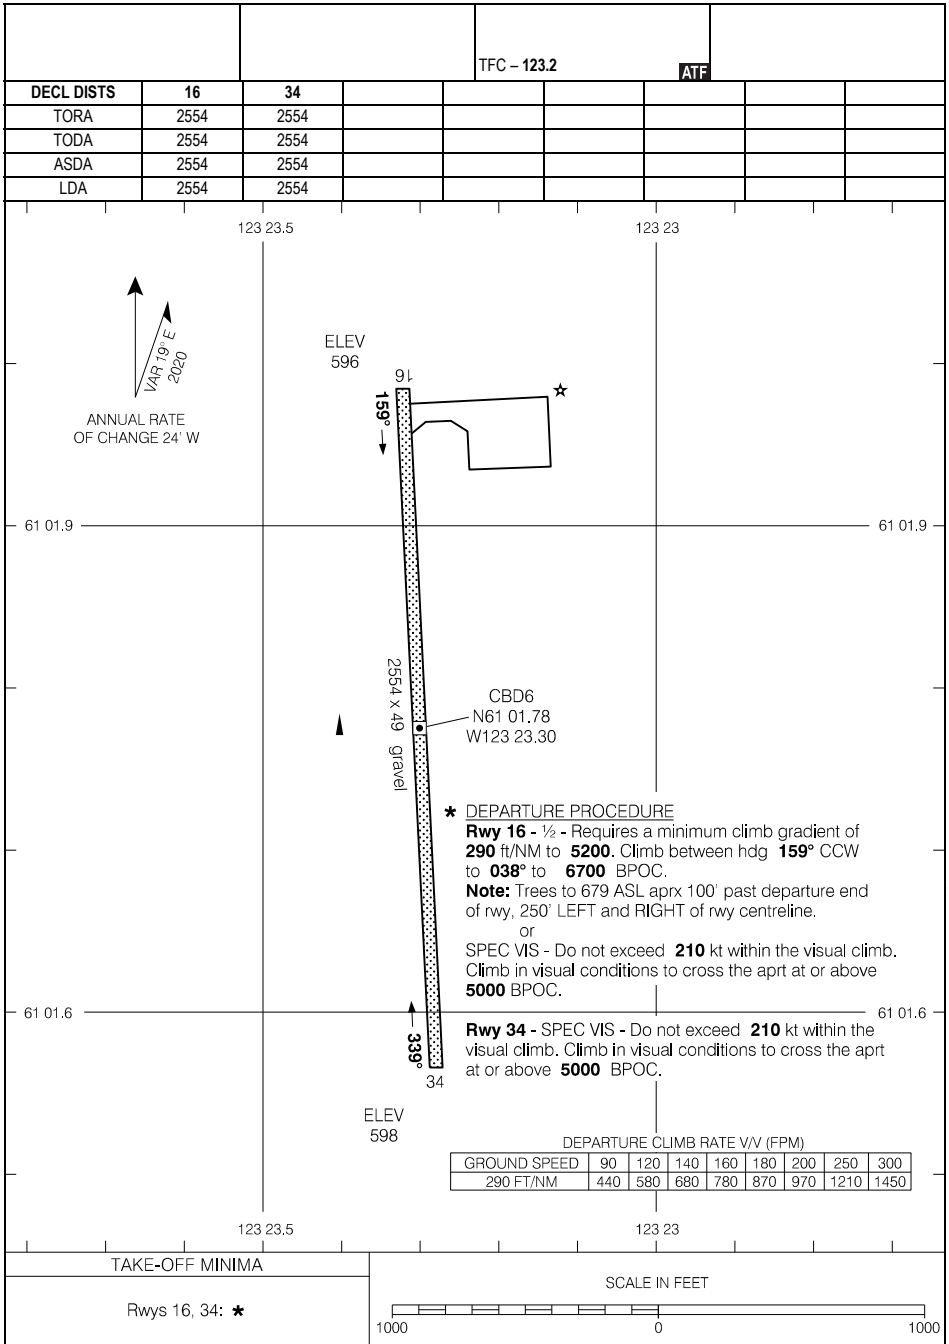 TFC – 123.2 ATF
DECL DISTS 16 34
TORA 2554 2554
TODA 2554 2554
ASDA 2554 2554
LDA 2554 2554
123 23.5 123 23
VAR 19° E
2020
ANNUAL RATE
OF CHANGE 24' W
ELEV
596
16
159°
61 01.9 61 01.9
2554 x 49 gravel
CBD6
N61 01.78
W123 23.30
* DEPARTURE PROCEDURE
Rwy 16 - ½ - Requires a minimum climb gradient of
290 ft/NM to 5200. Climb between hdg 159° CCW
to 038° to 6700 BPOC.
Note: Trees to 679 ASL aprx 100' past departure end
of rwy, 250' LEFT and RIGHT of rwy centreline.
or
SPEC VIS - Do not exceed 210 kt within the visual climb.
Climb in visual conditions to cross the aprt at or above
5000 BPOC.
61 01.6 61 01.6
Rwy 34 - SPEC VIS - Do not exceed 210 kt within the
visual climb. Climb in visual conditions to cross the aprt
at or above 5000 BPOC.
339°
34
ELEV
598
DEPARTURE CLIMB RATE V/V (FPM)
GROUND SPEED 90 120 140 160 180 200 250 300
290 FT/NM 440 580 680 780 870 970 1210 1450
123 23.5 123 23
TAKE-OFF MINIMA
Rwys 16, 34: *
SCALE IN FEET
1000 0 1000